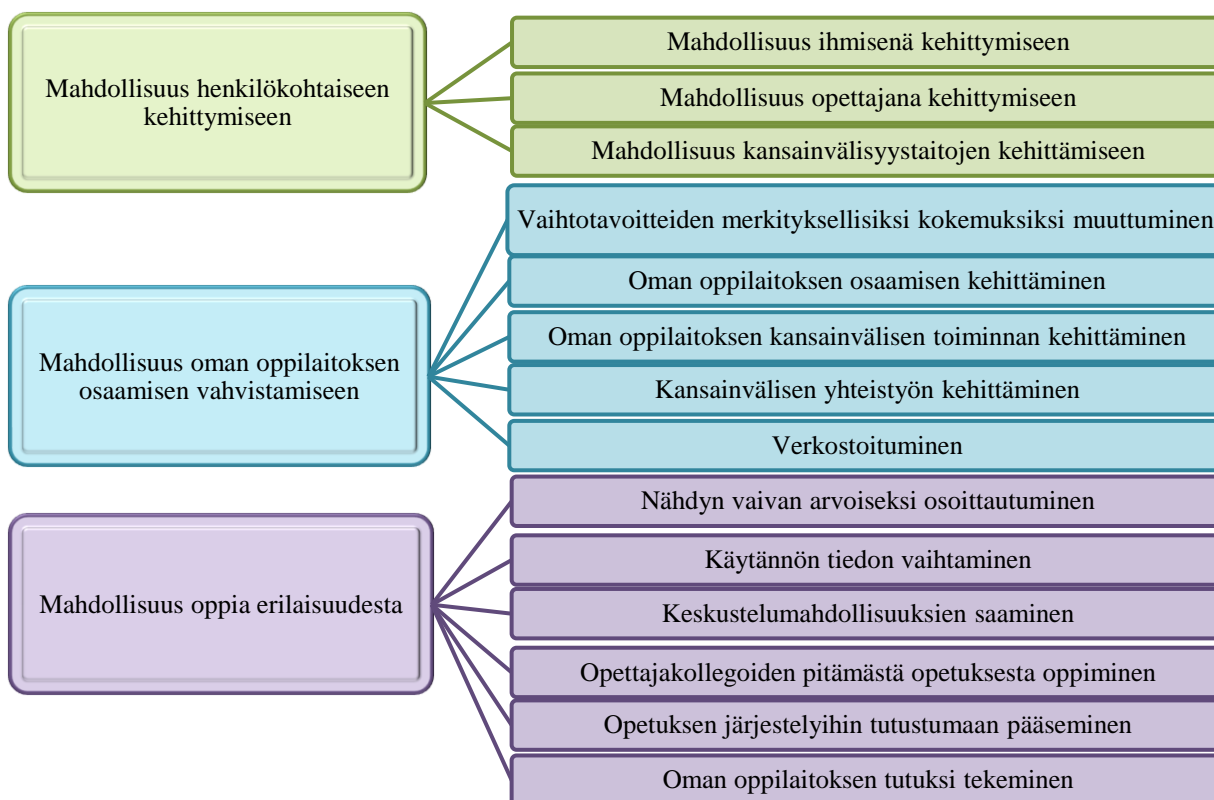 Mahdollisuus henkilökohtaiseen
kehittymiseen
Mahdollisuus ihmisenä kehittymiseen
Mahdollisuus opettajana kehittymiseen
Mahdollisuus kansainvälisyystaitojen kehittämiseen
Mahdollisuus oman oppilaitoksen
osaamisen vahvistamiseen
Vaihtotavoitteiden merkityksellisiksi kokemuksiksi muuttuminen
Oman oppilaitoksen osaamisen kehittäminen
Oman oppilaitoksen kansainvälisen toiminnan kehittäminen
Kansainvälisen yhteistyön kehittäminen
Verkostoituminen
Mahdollisuus oppia erilaisuudesta
Nähdyn vaivan arvoiseksi osoittautuminen
Käytännön tiedon vaihtaminen
Keskustelumahdollisuuksien saaminen
Opettajakollegoiden pitämästä opetuksesta oppiminen
Opetuksen järjestelyihin tutustumaan pääseminen
Oman oppilaitoksen tutuksi tekeminen